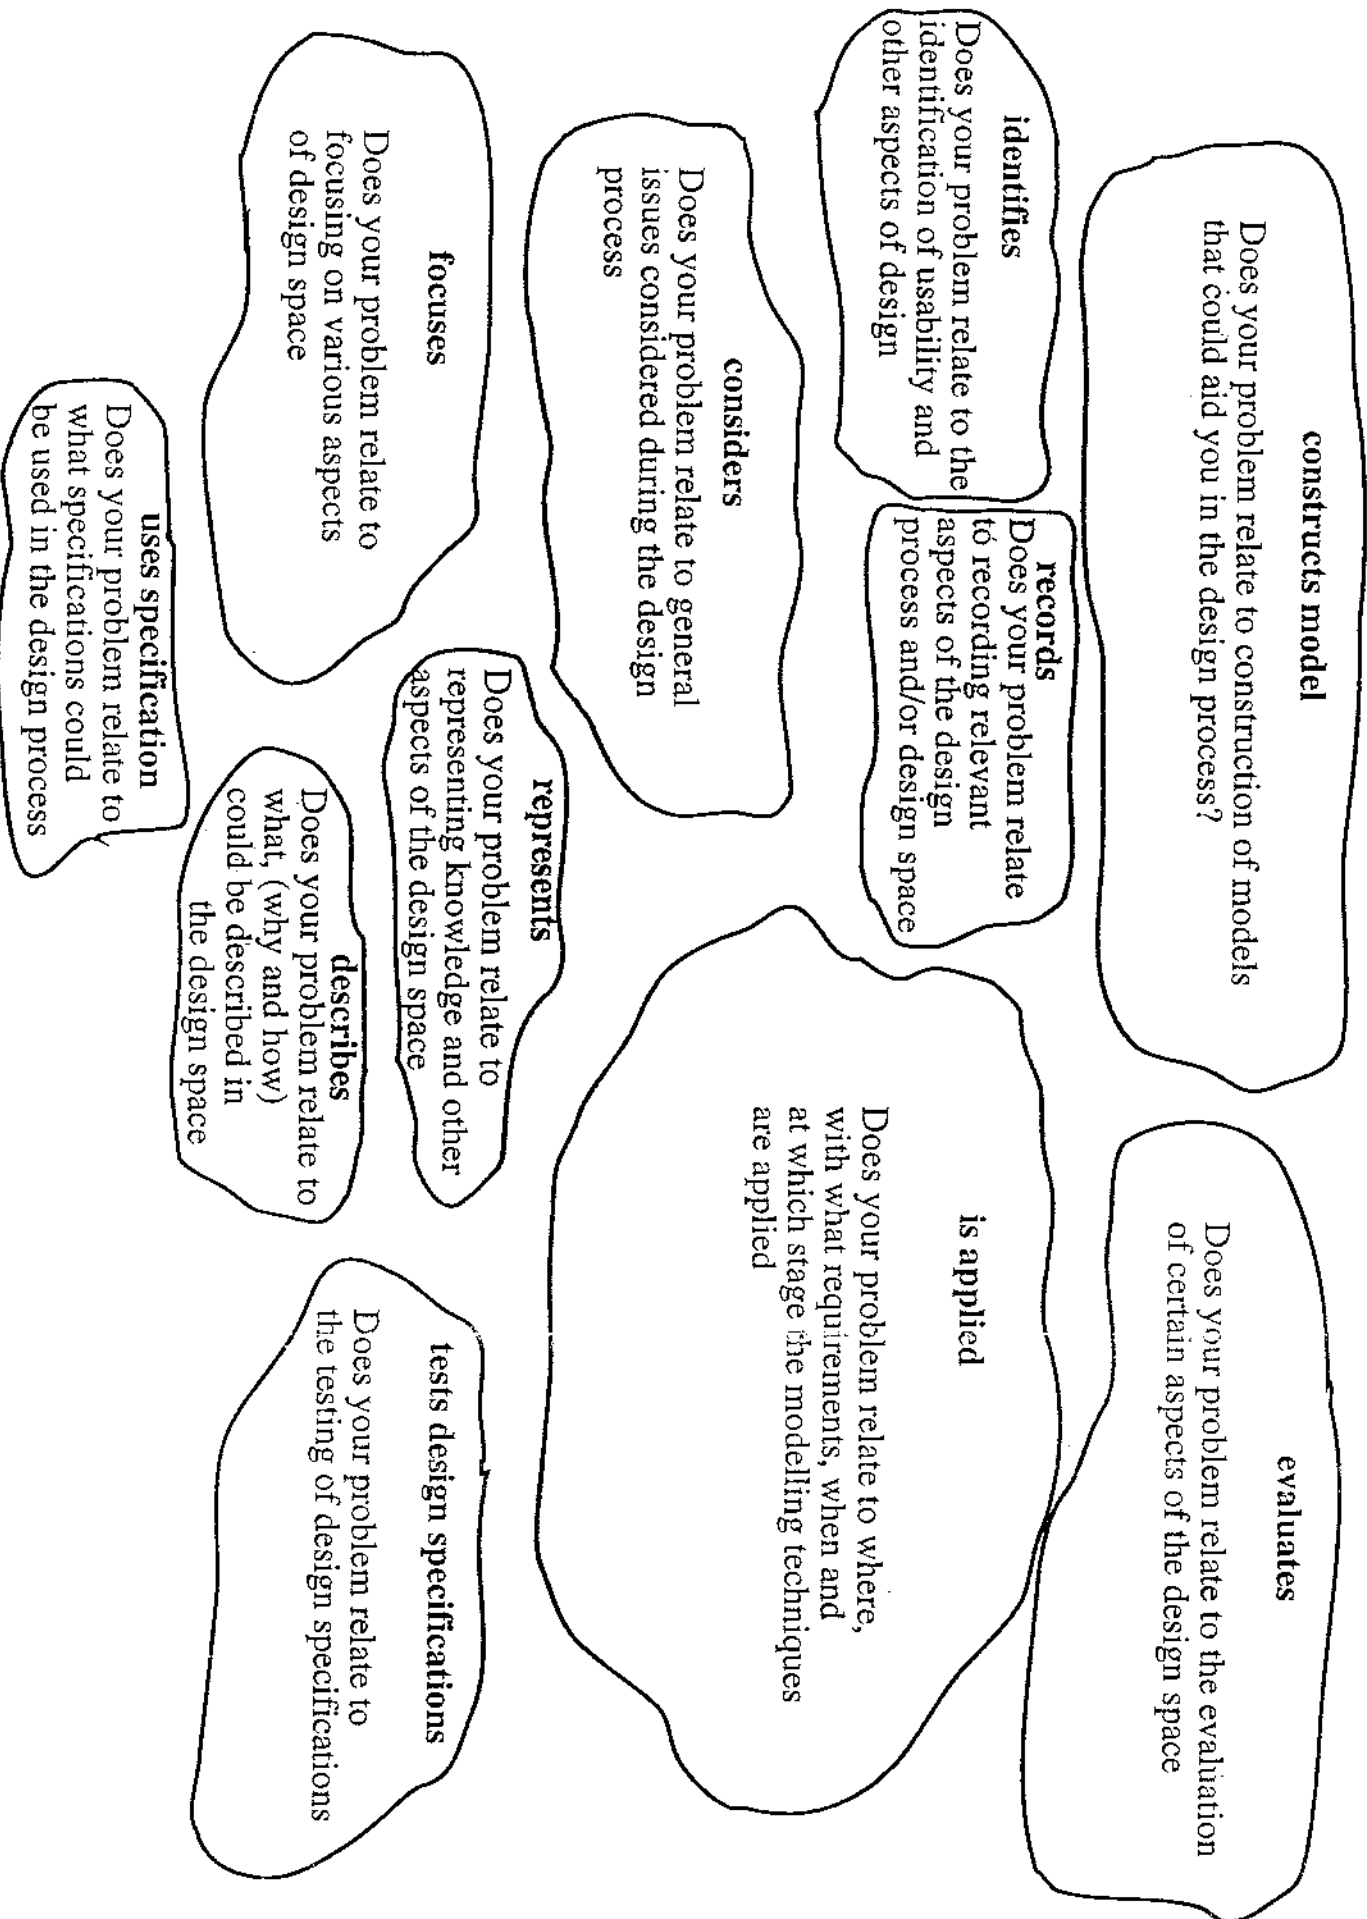 constructs model
Does your problem relate to construction of models
that could aid you in the design process?
evaluates
Does your problem relate to the evaluation
of certain aspects of the design space
identifies
Does your problem relate to the
identification of usability and
other aspects of design
records
Does your problem relate
to recording relevant
aspects of the design
process and/or design space
is applied
Does your problem relate to where,
with what requirements, when and
at which stage the modelling techniques
are applied
considers
Does your problem relate to general
issues considered during the design
process
represents
Does your problem relate to
representing knowledge and other
aspects of the design space
focuses
Does your problem relate to
focusing on various aspects
of design space
tests design specifications
Does your problem relate to
the testing of design specifications
describes
Does your problem relate to
what, (why and how)
could be described in
the design space
uses specification
Does your problem relate to
what specifications could
be used in the design process